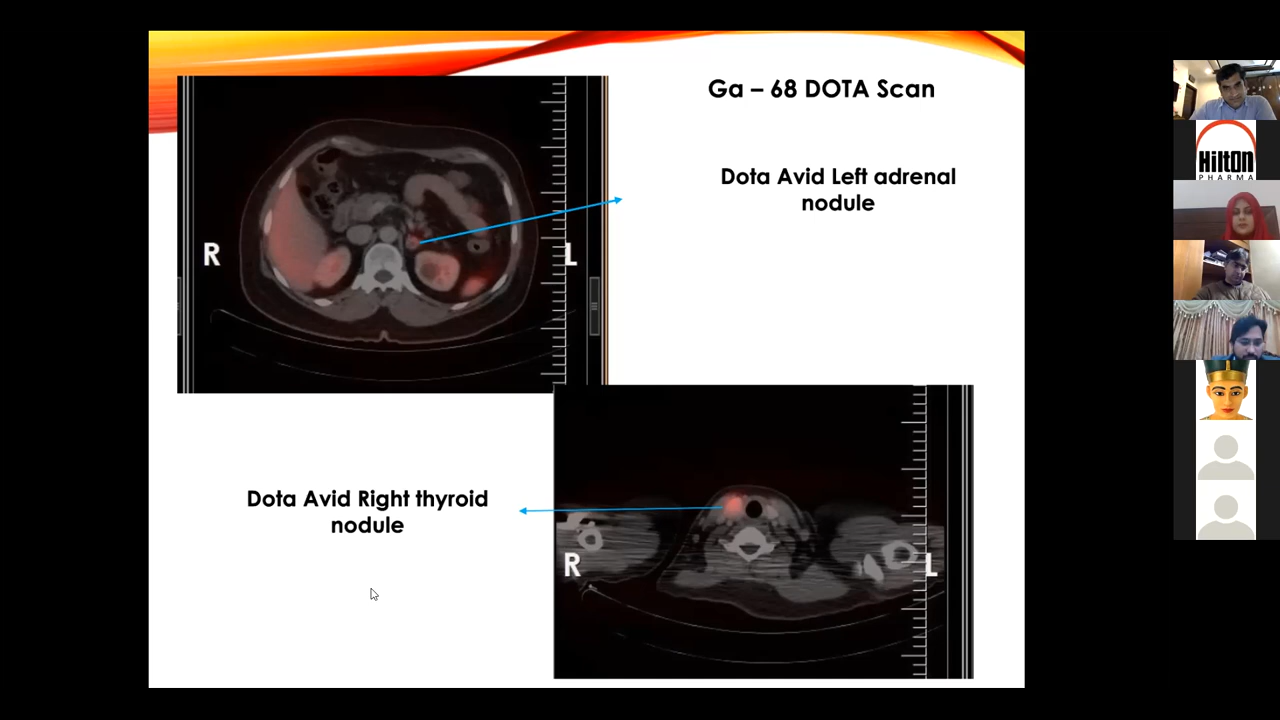 Ga – 68 DOTA Scan
Dota Avid Left adrenal
nodule
R
L
Dota Avid Right thyroid
nodule
R
L
HilTON
PHARMA